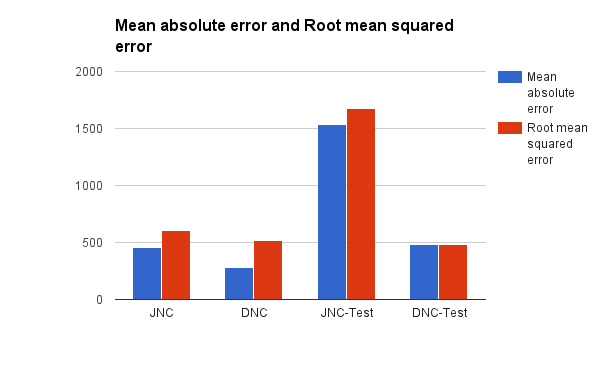 Mean absolute error and Root mean squared
error
2000
1500
1000
500
0
JNC
DNC
JNC-Test
DNC-Test
Mean
absolute
error
Root mean
squared
error